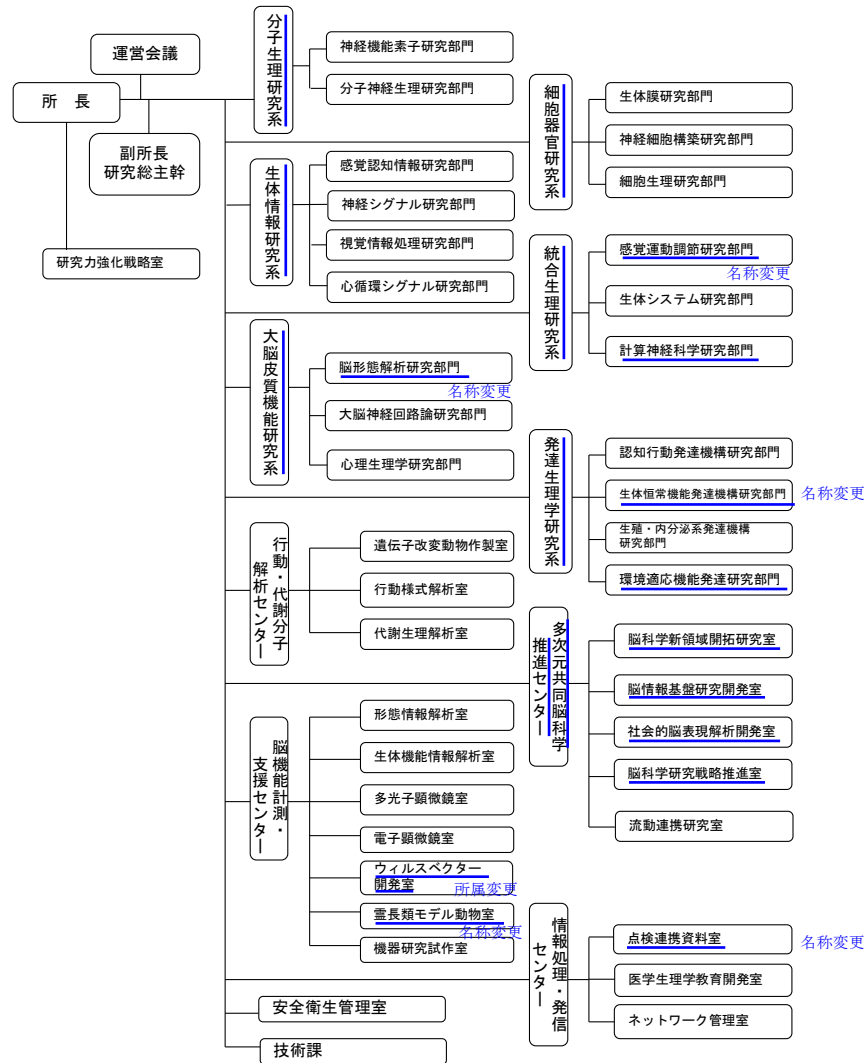 運営会議
所　長
副所長
研究総主幹
研究力強化戦略室
分子生理研究系
神経機能素子研究部門
分子神経生理研究部門
細胞器官研究系
生体膜研究部門
神経細胞構築研究部門
細胞生理研究部門
生体情報研究系
感覚認知情報研究部門
神経シグナル研究部門
視覚情報処理研究部門
心循環シグナル研究部門
統合生理研究系
感覚運動調節研究部門
名称変更
生体システム研究部門
計算神経科学研究部門
大脳皮質機能研究系
脳形態解析研究部門
名称変更
大脳神経回路論研究部門
心理生理学研究部門
発達生理学研究系
認知行動発達機構研究部門
生体恒常機能発達機構研究部門
名称変更
生殖・内分泌系発達機構
研究部門
環境適応機能発達研究部門
行動・代謝分子
解析センター
遺伝子改変動物作製室
行動様式解析室
代謝生理解析室
多次元共同脳科学
推進センター
脳科学新領域開拓研究室
脳情報基盤研究開発室
社会的脳表現解析開発室
脳科学研究戦略推進室
流動連携研究室
脳機能計測・
支援センター
形態情報解析室
生体機能情報解析室
多光子顕微鏡室
電子顕微鏡室
ウィルスベクター
開発室
所属変更
霊長類モデル動物室
名称変更
機器研究試作室
情報処理・発信
センター
点検連携資料室
名称変更
医学生理学教育開発室
ネットワーク管理室
安全衛生管理室
技術課